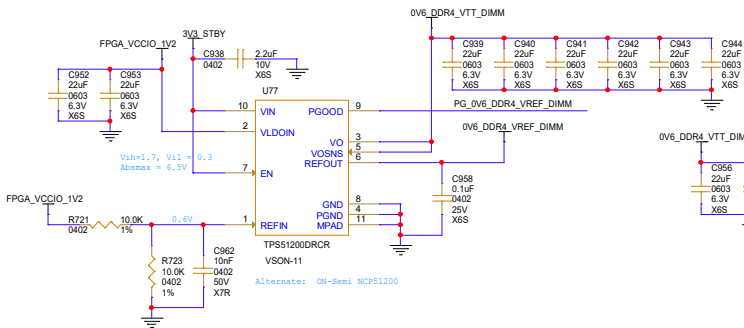 0V6_DDR4_VTT_DIMM
3V3_STBY
FPGA_VCCIO_1V2
C938
0402
2.2uF
10V
X6S
C952
22uF
0603
6.3V
X6S
C953
22uF
0603
6.3V
X6S
C939
22uF
0603
6.3V
X6S
C940
22uF
0603
6.3V
X6S
C941
22uF
0603
6.3V
X6S
C942
22uF
0603
6.3V
X6S
C943
22uF
0603
6.3V
X6S
C944
22uF
0603
6.3V
X6S
U77
10 VIN PGOOD 9
PG_0V6_DDR4_VREF_DIMM
2 VLDOIN
0V6_DDR4_VREF_DIMM
VO 3
VOSNS 5
REFOUT 6
Vih=1.7, Vil = 0.3
Absmax = 6.5V
7 EN
0V6_DDR4_VTT_DIM
C956
22uF
0603
6.3V
X6S
C958
0.1uF
0402
25V
X6S
FPGA_VCCIO_1V2
GND 8
PGND 4
MPAD 11
R721
0402
10.0K
1%
0.6V
1 REFIN
TPS51200DRCR
VSON-11
R723
10.0K
0402
1%
C962
10nF
0402
50V
X7R
Alternate: ON-Semi NCP51200